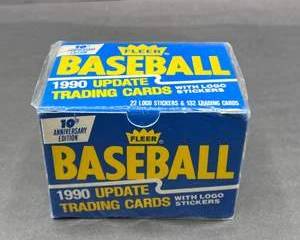 FLEER
10th
ANNIVERSARY
EDITION
BASEBALL
1990 UPDATE
TRADING CARDS
WITH LOGO
STICKERS
22 LOGO STICKERS & 132 TRADING CARDS
10th
ANNIVERSARY
EDITION
FLEER
BASEBALL
1990 UPDATE
TRADING CARDS
WITH LOGO
STICKERS